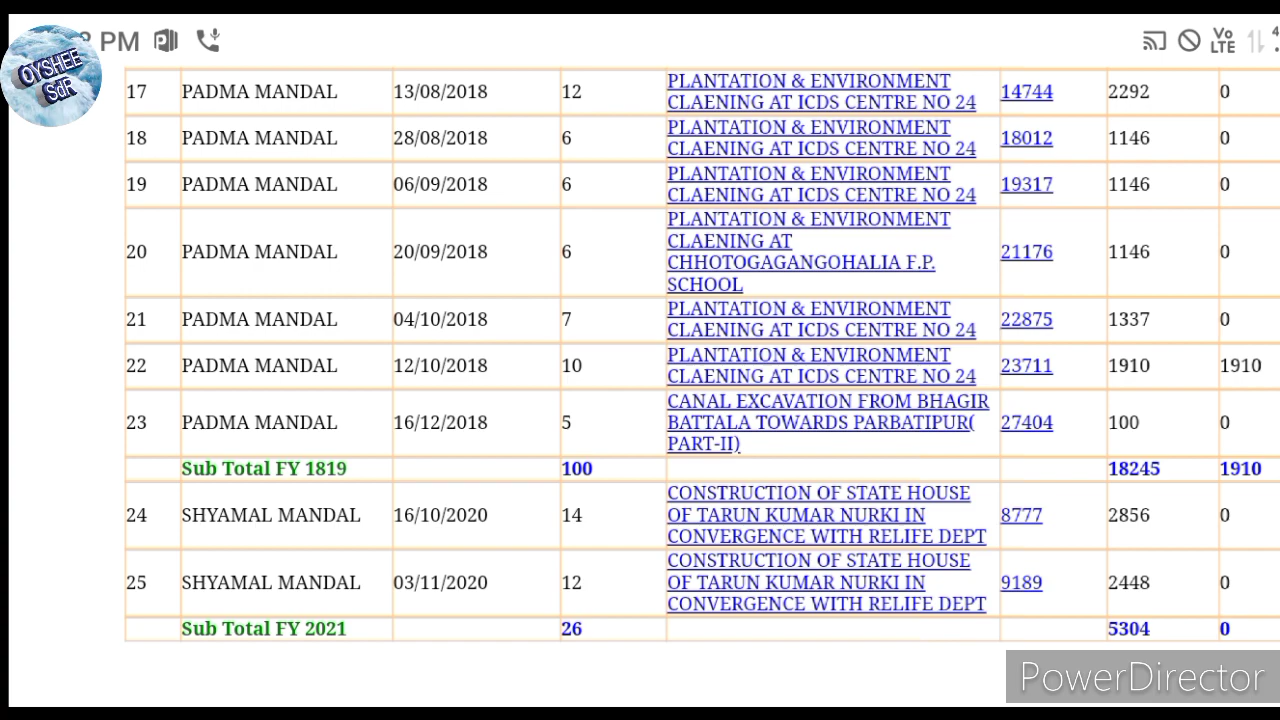 8 PM
Vo
LTE
4
OYSHEE
SdR
17 PADMA MANDAL 13/08/2018 12 PLANTATION & ENVIRONMENT CLAENING AT ICDS CENTRE NO 24 14744 2292 0
18 PADMA MANDAL 28/08/2018 6 PLANTATION & ENVIRONMENT CLAENING AT ICDS CENTRE NO 24 18012 1146 0
19 PADMA MANDAL 06/09/2018 6 PLANTATION & ENVIRONMENT CLAENING AT ICDS CENTRE NO 24 19317 1146 0
20 PADMA MANDAL 20/09/2018 6 PLANTATION & ENVIRONMENT CLAENING AT CHHOTOGAGANGOHALIA F.P. SCHOOL 21176 1146 0
21 PADMA MANDAL 04/10/2018 7 PLANTATION & ENVIRONMENT CLAENING AT ICDS CENTRE NO 24 22875 1337 0
22 PADMA MANDAL 12/10/2018 10 PLANTATION & ENVIRONMENT CLAENING AT ICDS CENTRE NO 24 23711 1910 1910
23 PADMA MANDAL 16/12/2018 5 CANAL EXCAVATION FROM BHAGIR BATTALA TOWARDS PARBATIPUR( PART-II) 27404 100 0
Sub Total FY 1819 100 18245 1910
24 SHYAMAL MANDAL 16/10/2020 14 CONSTRUCTION OF STATE HOUSE OF TARUN KUMAR NURKI IN CONVERGENCE WITH RELIFE DEPT 8777 2856 0
25 SHYAMAL MANDAL 03/11/2020 12 CONSTRUCTION OF STATE HOUSE OF TARUN KUMAR NURKI IN CONVERGENCE WITH RELIFE DEPT 9189 2448 0
Sub Total FY 2021 26 5304 0
PowerDirector